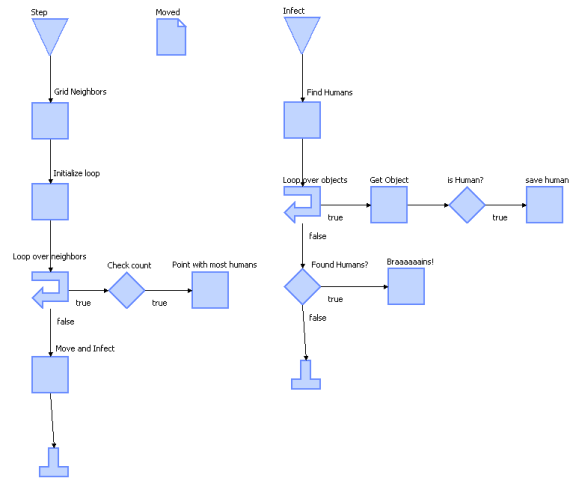 Step
Moved
Infect
Grid Neighbors
Find Humans
Initialize loop
Loop over objects
Get Object
is Human?
save human
true
true
false
Loop over neighbors
Check count
Point with most humans
Found Humans?
Braaaaaains!
true
true
true
false
false
Move and Infect